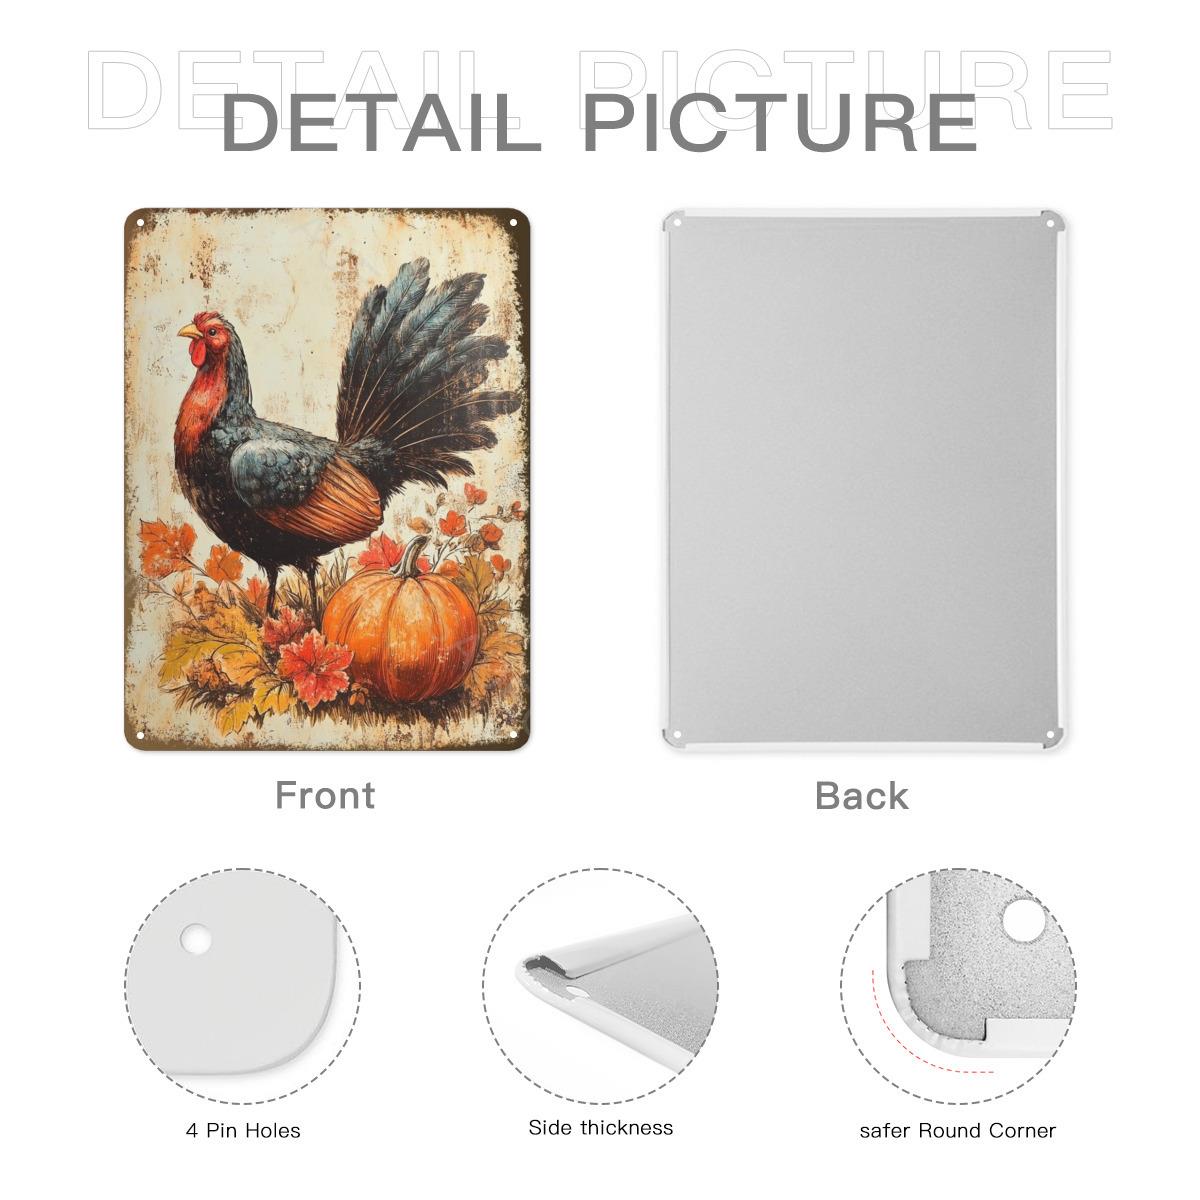 DETAIL PICTURE
DETAIL PICTURE
Front
Back
4 Pin Holes
Side thickness
safer Round Corner